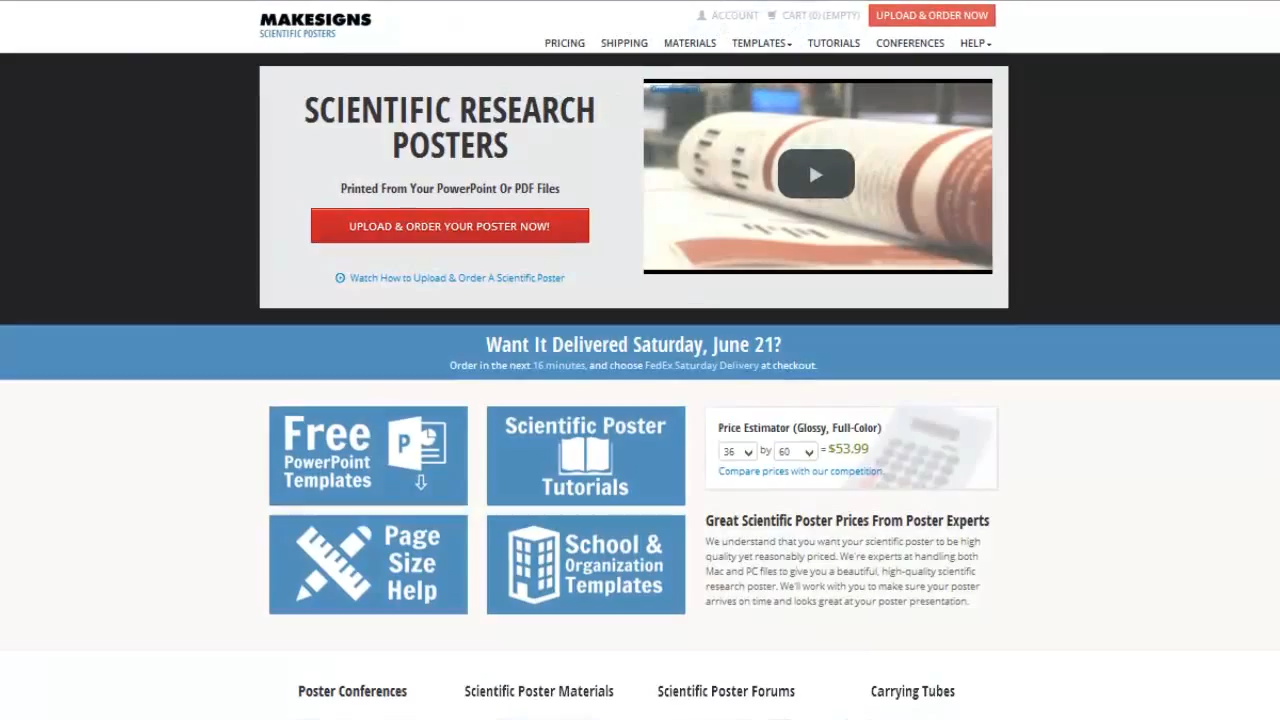 MAKESIGNS
SCIENTIFIC POSTERS
ACCOUNT CART (0) (EMPTY) UPLOAD & ORDER NOW
PRICING SHIPPING MATERIALS TEMPLATES TUTORIALS CONFERENCES HELP
SCIENTIFIC RESEARCH
POSTERS
Printed From Your PowerPoint Or PDF Files
UPLOAD & ORDER YOUR POSTER NOW!
Watch How to Upload & Order A Scientific Poster
Want It Delivered Saturday, June 21?
Order in the next 16 minutes, and choose FedEx Saturday Delivery at checkout.
Free
PowerPoint
Templates
P
Scientific Poster
Tutorials
Price Estimator (Glossy, Full-Color)
36 by 60 = $53.99
Compare prices with our competition.
Page
Size
Help
School &
Organization
Templates
Great Scientific Poster Prices From Poster Experts
We understand that you want your scientific poster to be high
quality yet reasonably priced. We're experts at handling both
Mac and PC files to give you a beautiful, high-quality scientific
research poster. We'll work with you to make sure your poster
arrives on time and looks great at your poster presentation.
Poster Conferences Scientific Poster Materials Scientific Poster Forums Carrying Tubes